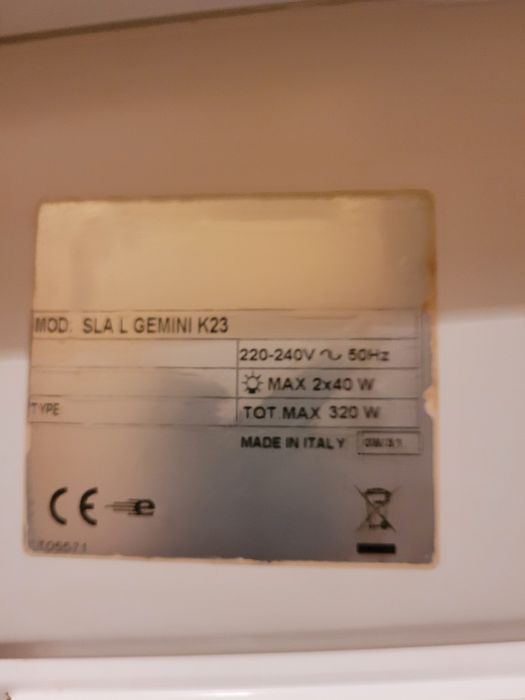 MOD: SLA L GEMINI K23
220-240V ∿ 50Hz
MAX 2x40 W
TYPE
TOT MAX 320 W
MADE IN ITALY
CE e